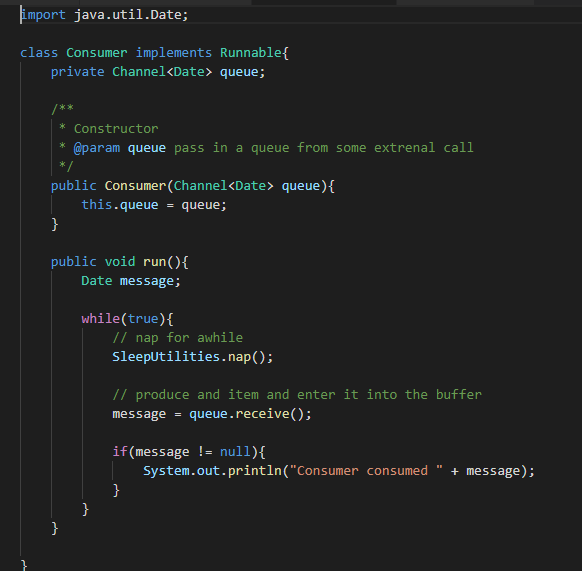 import java.util.Date;
class Consumer implements Runnable{
private Channel<Date> queue;
/**
* Constructor
* @param queue pass in a queue from some extrenal call
*/
public Consumer(Channel<Date> queue){
this.queue = queue;
}
public void run(){
Date message;
while(true){
// nap for awhile
SleepUtilities.nap();
// produce and item and enter it into the buffer
message = queue.receive();
if(message != null){
System.out.println("Consumer consumed " + message);
}
}
}
}